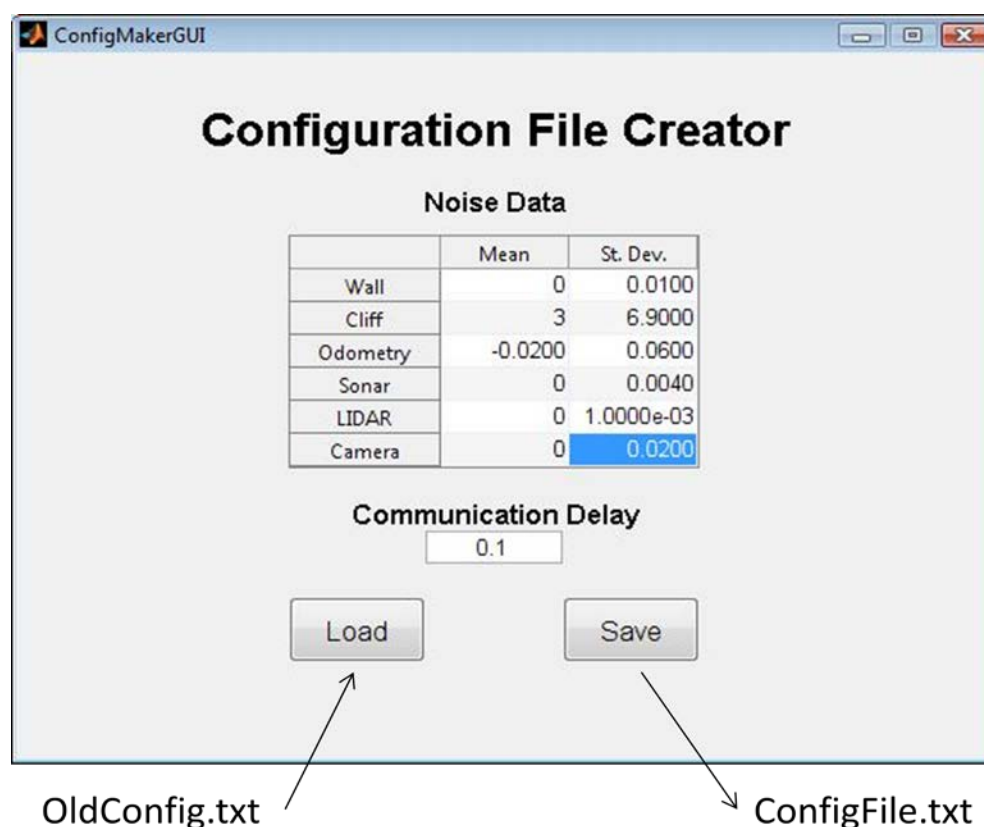 ConfigMakerGUI
Configuration File Creator
Noise Data
Mean St. Dev.
Wall 0 0.0100
Cliff 3 6.9000
Odometry -0.0200 0.0600
Sonar 0 0.0040
LIDAR 0 1.0000e-03
Camera 0 0.0200
Communication Delay
0.1
Load Save
OldConfig.txt ConfigFile.txt